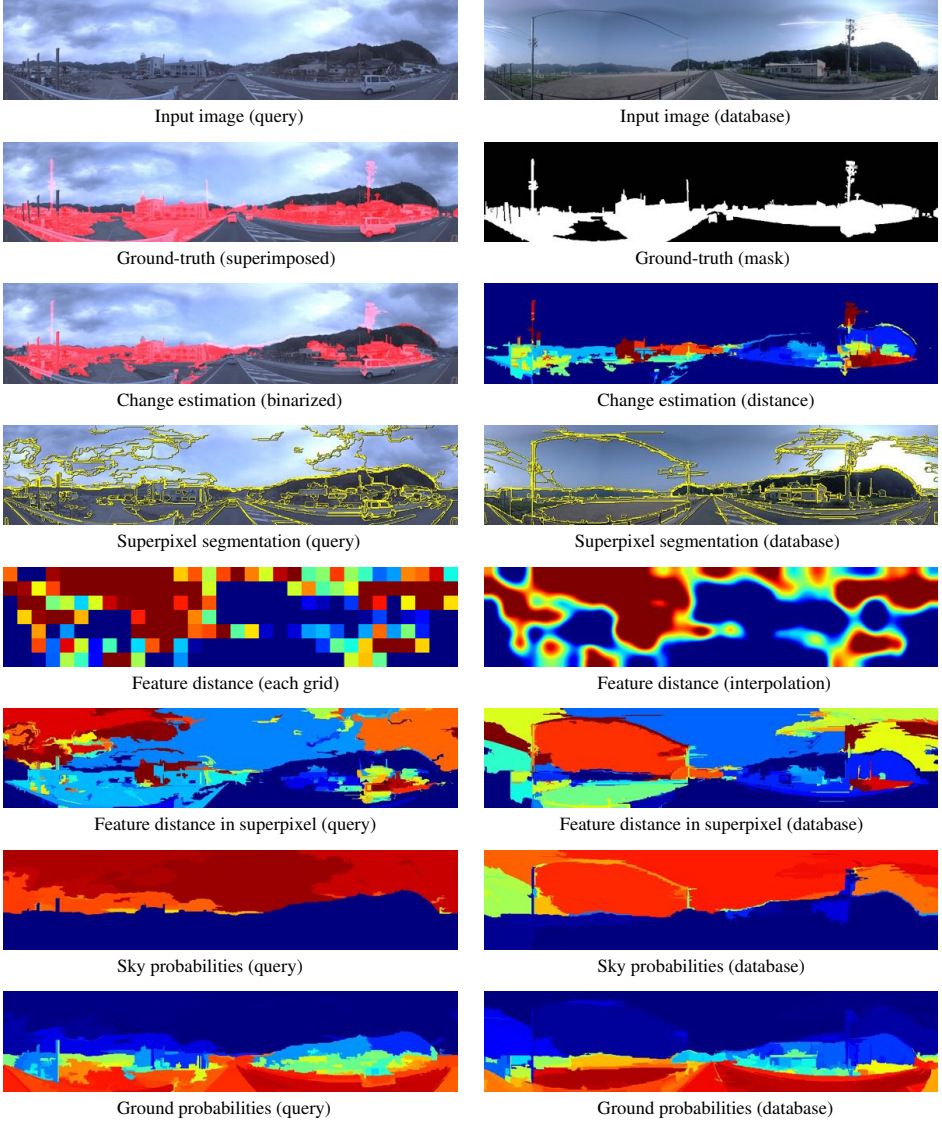 Input image (query)
Input image (database)
Ground-truth (superimposed)
Ground-truth (mask)
Change estimation (binarized)
Change estimation (distance)
Superpixel segmentation (query)
Superpixel segmentation (database)
Feature distance (each grid)
Feature distance (interpolation)
Feature distance in superpixel (query)
Feature distance in superpixel (database)
Sky probabilities (query)
Sky probabilities (database)
Ground probabilities (query)
Ground probabilities (database)